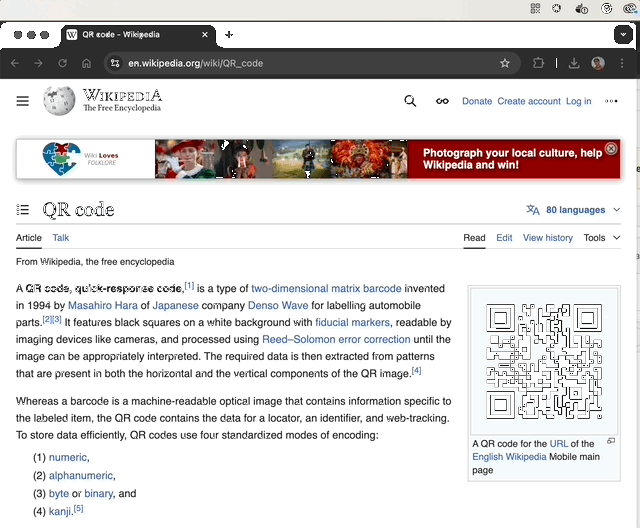 QR code - Wikipedia
en.wikipedia.org/wiki/QR_code
WIKIPEDIA
The Free Encyclopedia
Donate Create account Log in
Wiki Loves
FOLKLORE
Photograph your local culture, help
Wikipedia and win!
QR code
80 languages
Article Talk Read Edit View history Tools
From Wikipedia, the free encyclopedia
A QR code, quick-response code,[1] is a type of two-dimensional matrix barcode invented
in 1994 by Masahiro Hara of Japanese company Denso Wave for labelling automobile
parts.[2][3] It features black squares on a white background with fiducial markers, readable by
imaging devices like cameras, and processed using Reed–Solomon error correction until the
image can be appropriately interpreted. The required data is then extracted from patterns
that are present in both the horizontal and the vertical components of the QR image.[4]
Whereas a barcode is a machine-readable optical image that contains information specific to
the labeled item, the QR code contains the data for a locator, an identifier, and web-tracking.
To store data efficiently, QR codes use four standardized modes of encoding:
(1) numeric,
(2) alphanumeric,
(3) byte or binary, and
(4) kanji.[5]
A QR code for the URL of the
English Wikipedia Mobile main
page